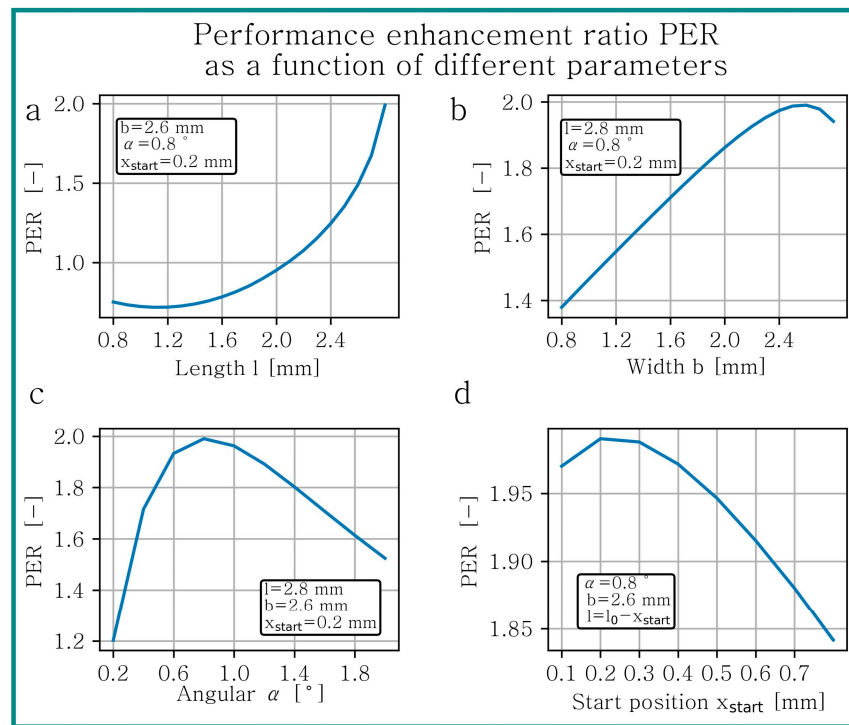 Performance enhancement ratio PER
as a function of different parameters
a
PER [-]
2.0
1.5
1.0
b=2.6 mm
α=0.8 °
xstart=0.2 mm
0.8 1.2 1.6 2.0 2.4
Length l [mm]
b
PER [-]
2.0
1.8
1.6
1.4
l=2.8 mm
α=0.8°
xstart=0.2 mm
0.8 1.2 1.6 2.0 2.4
Width b [mm]
c
PER [-]
2.0
1.8
1.6
1.4
1.2
l=2.8 mm
b=2.6 mm
xstart=0.2 mm
0.2 0.6 1.0 1.4 1.8
Angular α [°]
d
PER [-]
1.95
1.90
1.85
α=0.8 °
b=2.6 mm
l=l0−xstart
0.1 0.2 0.3 0.4 0.5 0.6 0.7
Start position xstart [mm]